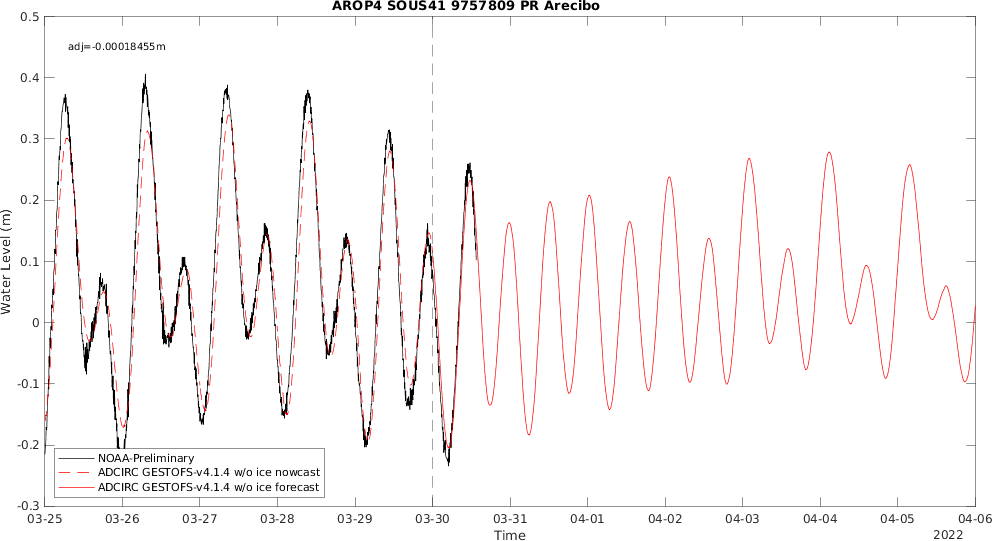 AROP4 SOUS41 9757809 PR Arecibo
adj=-0.00018455m
0.5
0.4
0.3
0.2
0.1
0
-0.1
-0.2
-0.3
Water Level (m)
NOAA-Preliminary
ADCIRC GESTOFS-v4.1.4 w/o ice nowcast
ADCIRC GESTOFS-v4.1.4 w/o ice forecast
03-25 03-26 03-27 03-28 03-29 03-30 03-31 04-01 04-02 04-03 04-04 04-05 04-06
Time
2022